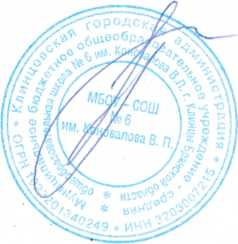 Клинцовская городская администрация
Муниципальное бюджетное общеобразовательное учреждение - средняя
общеобразовательная школа № 6 им. Коновалова В.П. г. Клинцы Брянской области
201340249 * ИНН 3203007215 *
ОГРН
МБОУ - СОШ
№ 6
им. Коновалова В. П.